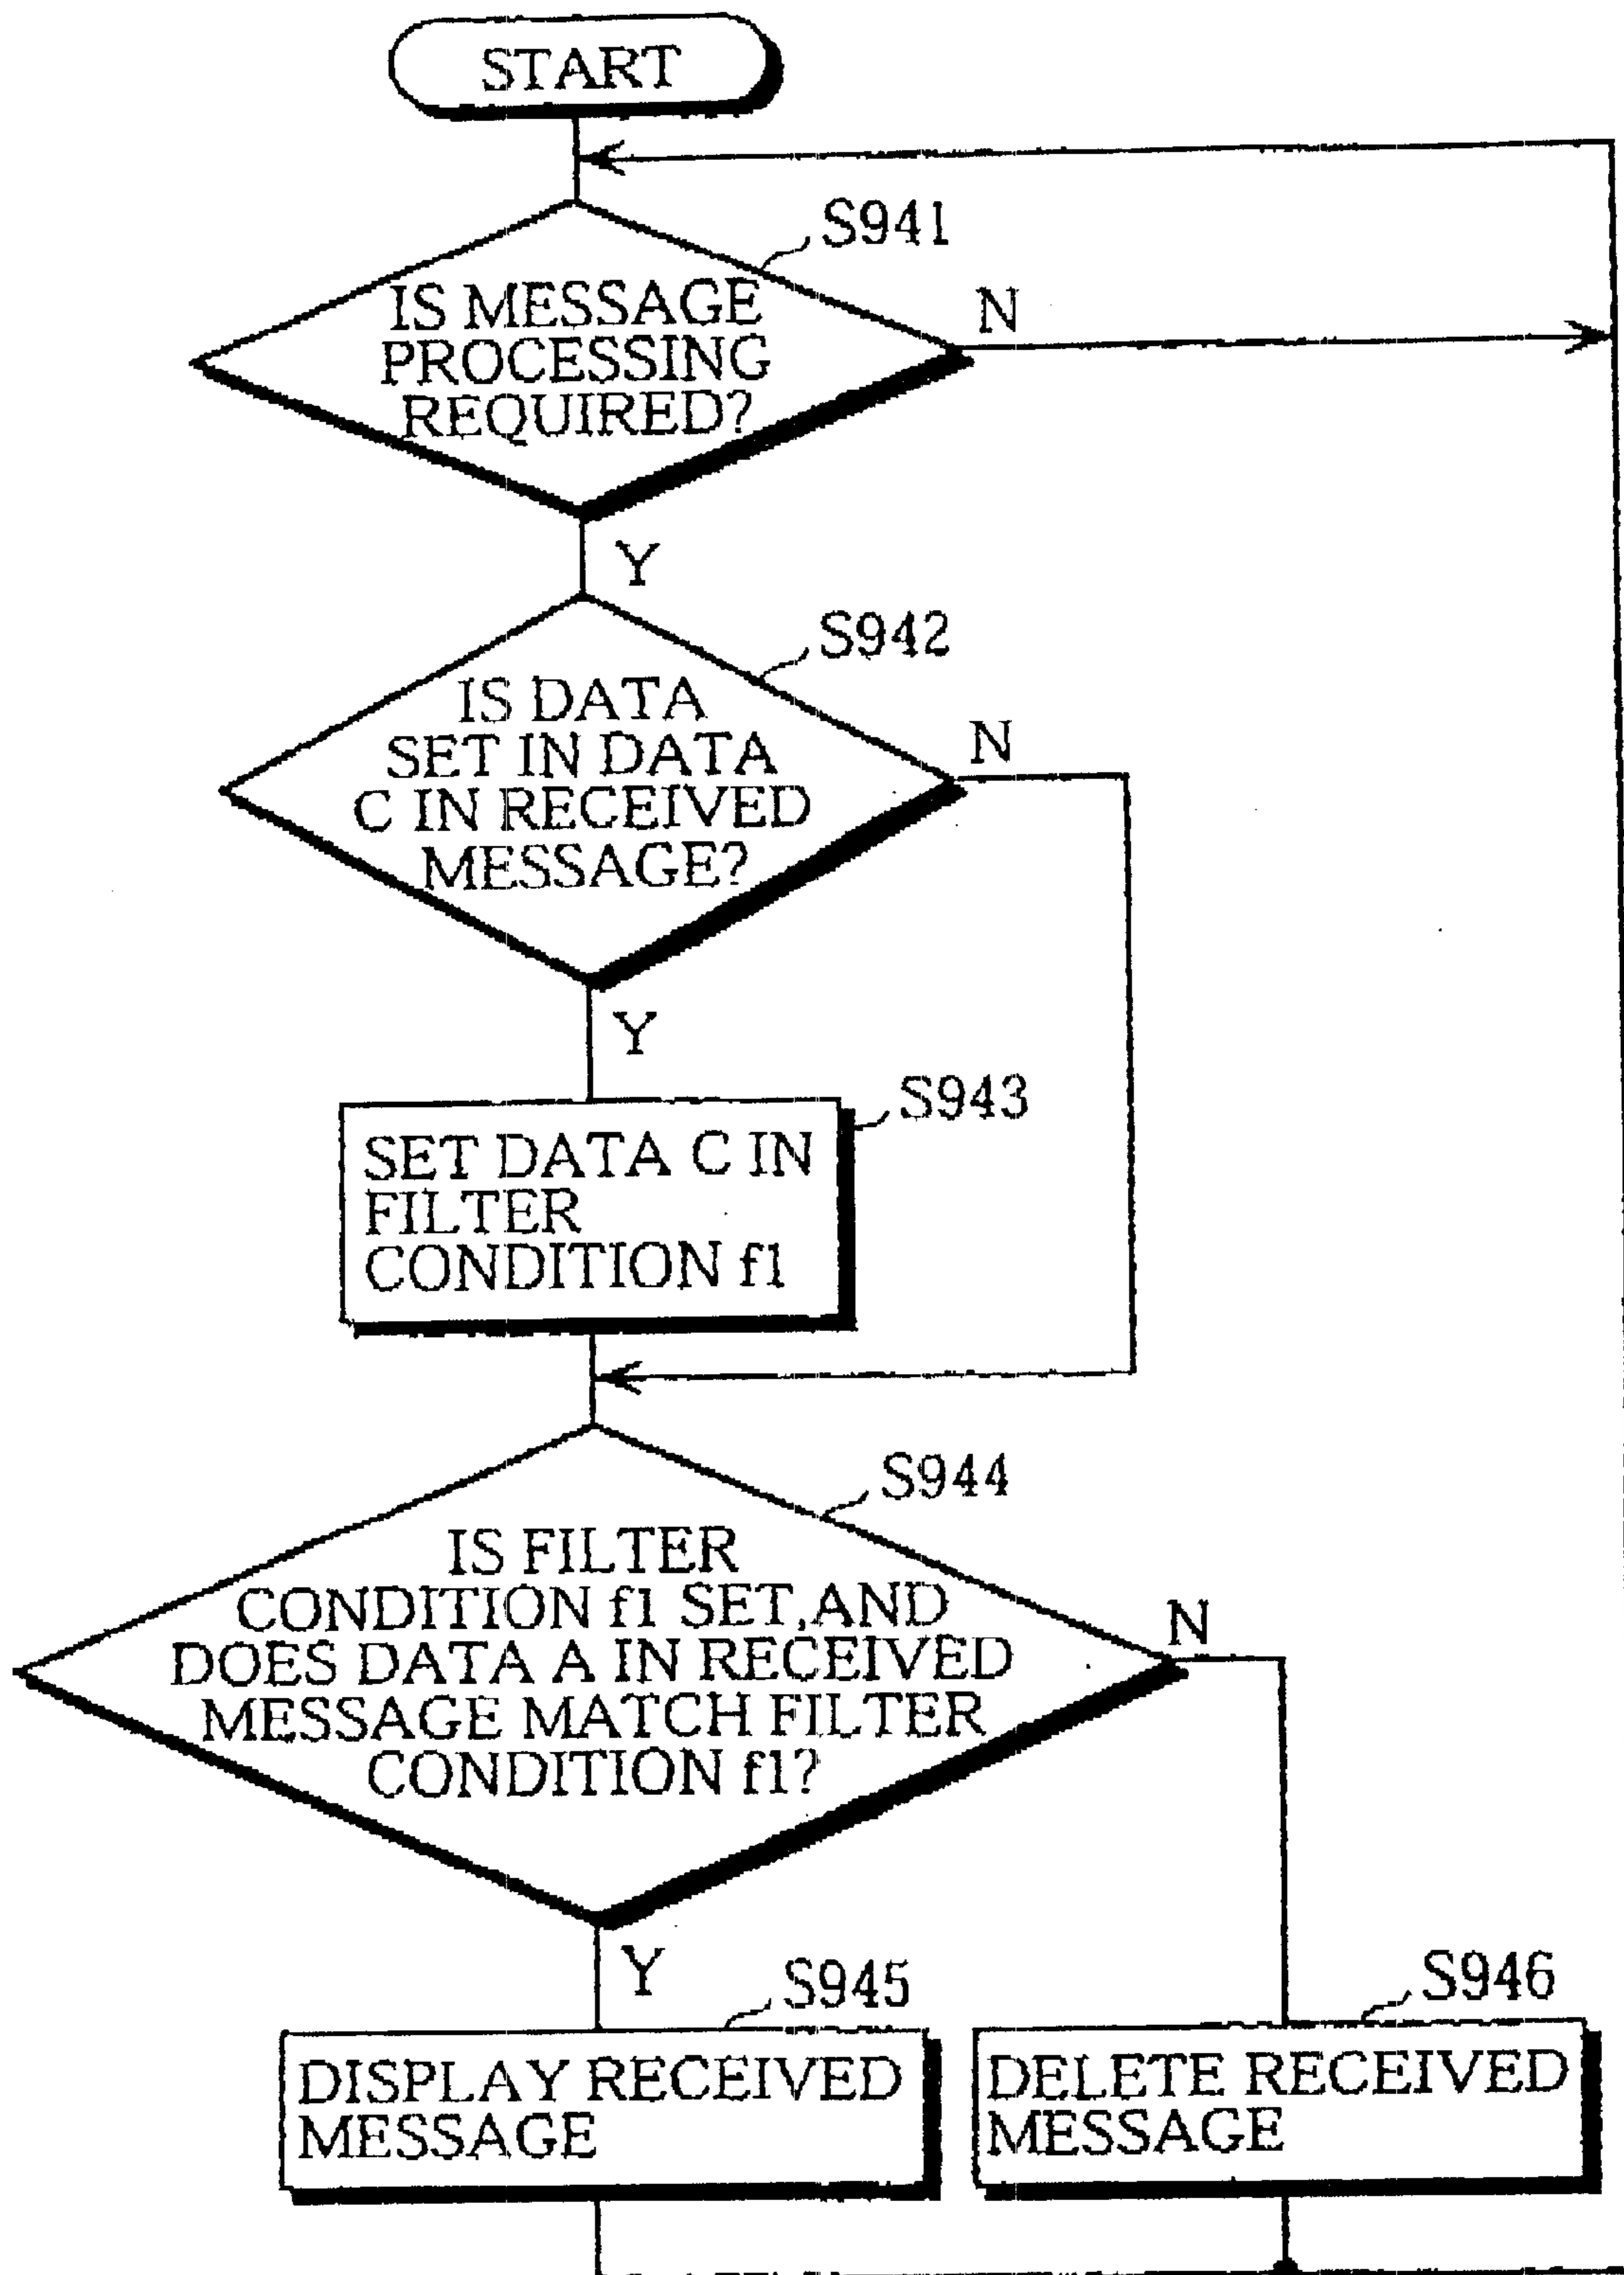 START
S941
IS MESSAGE
PROCESSING
REQUIRED?
N
Y
S942
IS DATA
SET IN DATA
C IN RECEIVED
MESSAGE?
N
Y
S943
SET DATA C IN
FILTER
CONDITION f1
S944
IS FILTER
CONDITION f1 SET, AND
DOES DATA A IN RECEIVED
MESSAGE MATCH FILTER
CONDITION f1?
N
Y
S945
DISPLAY RECEIVED
MESSAGE
S946
DELETE RECEIVED
MESSAGE